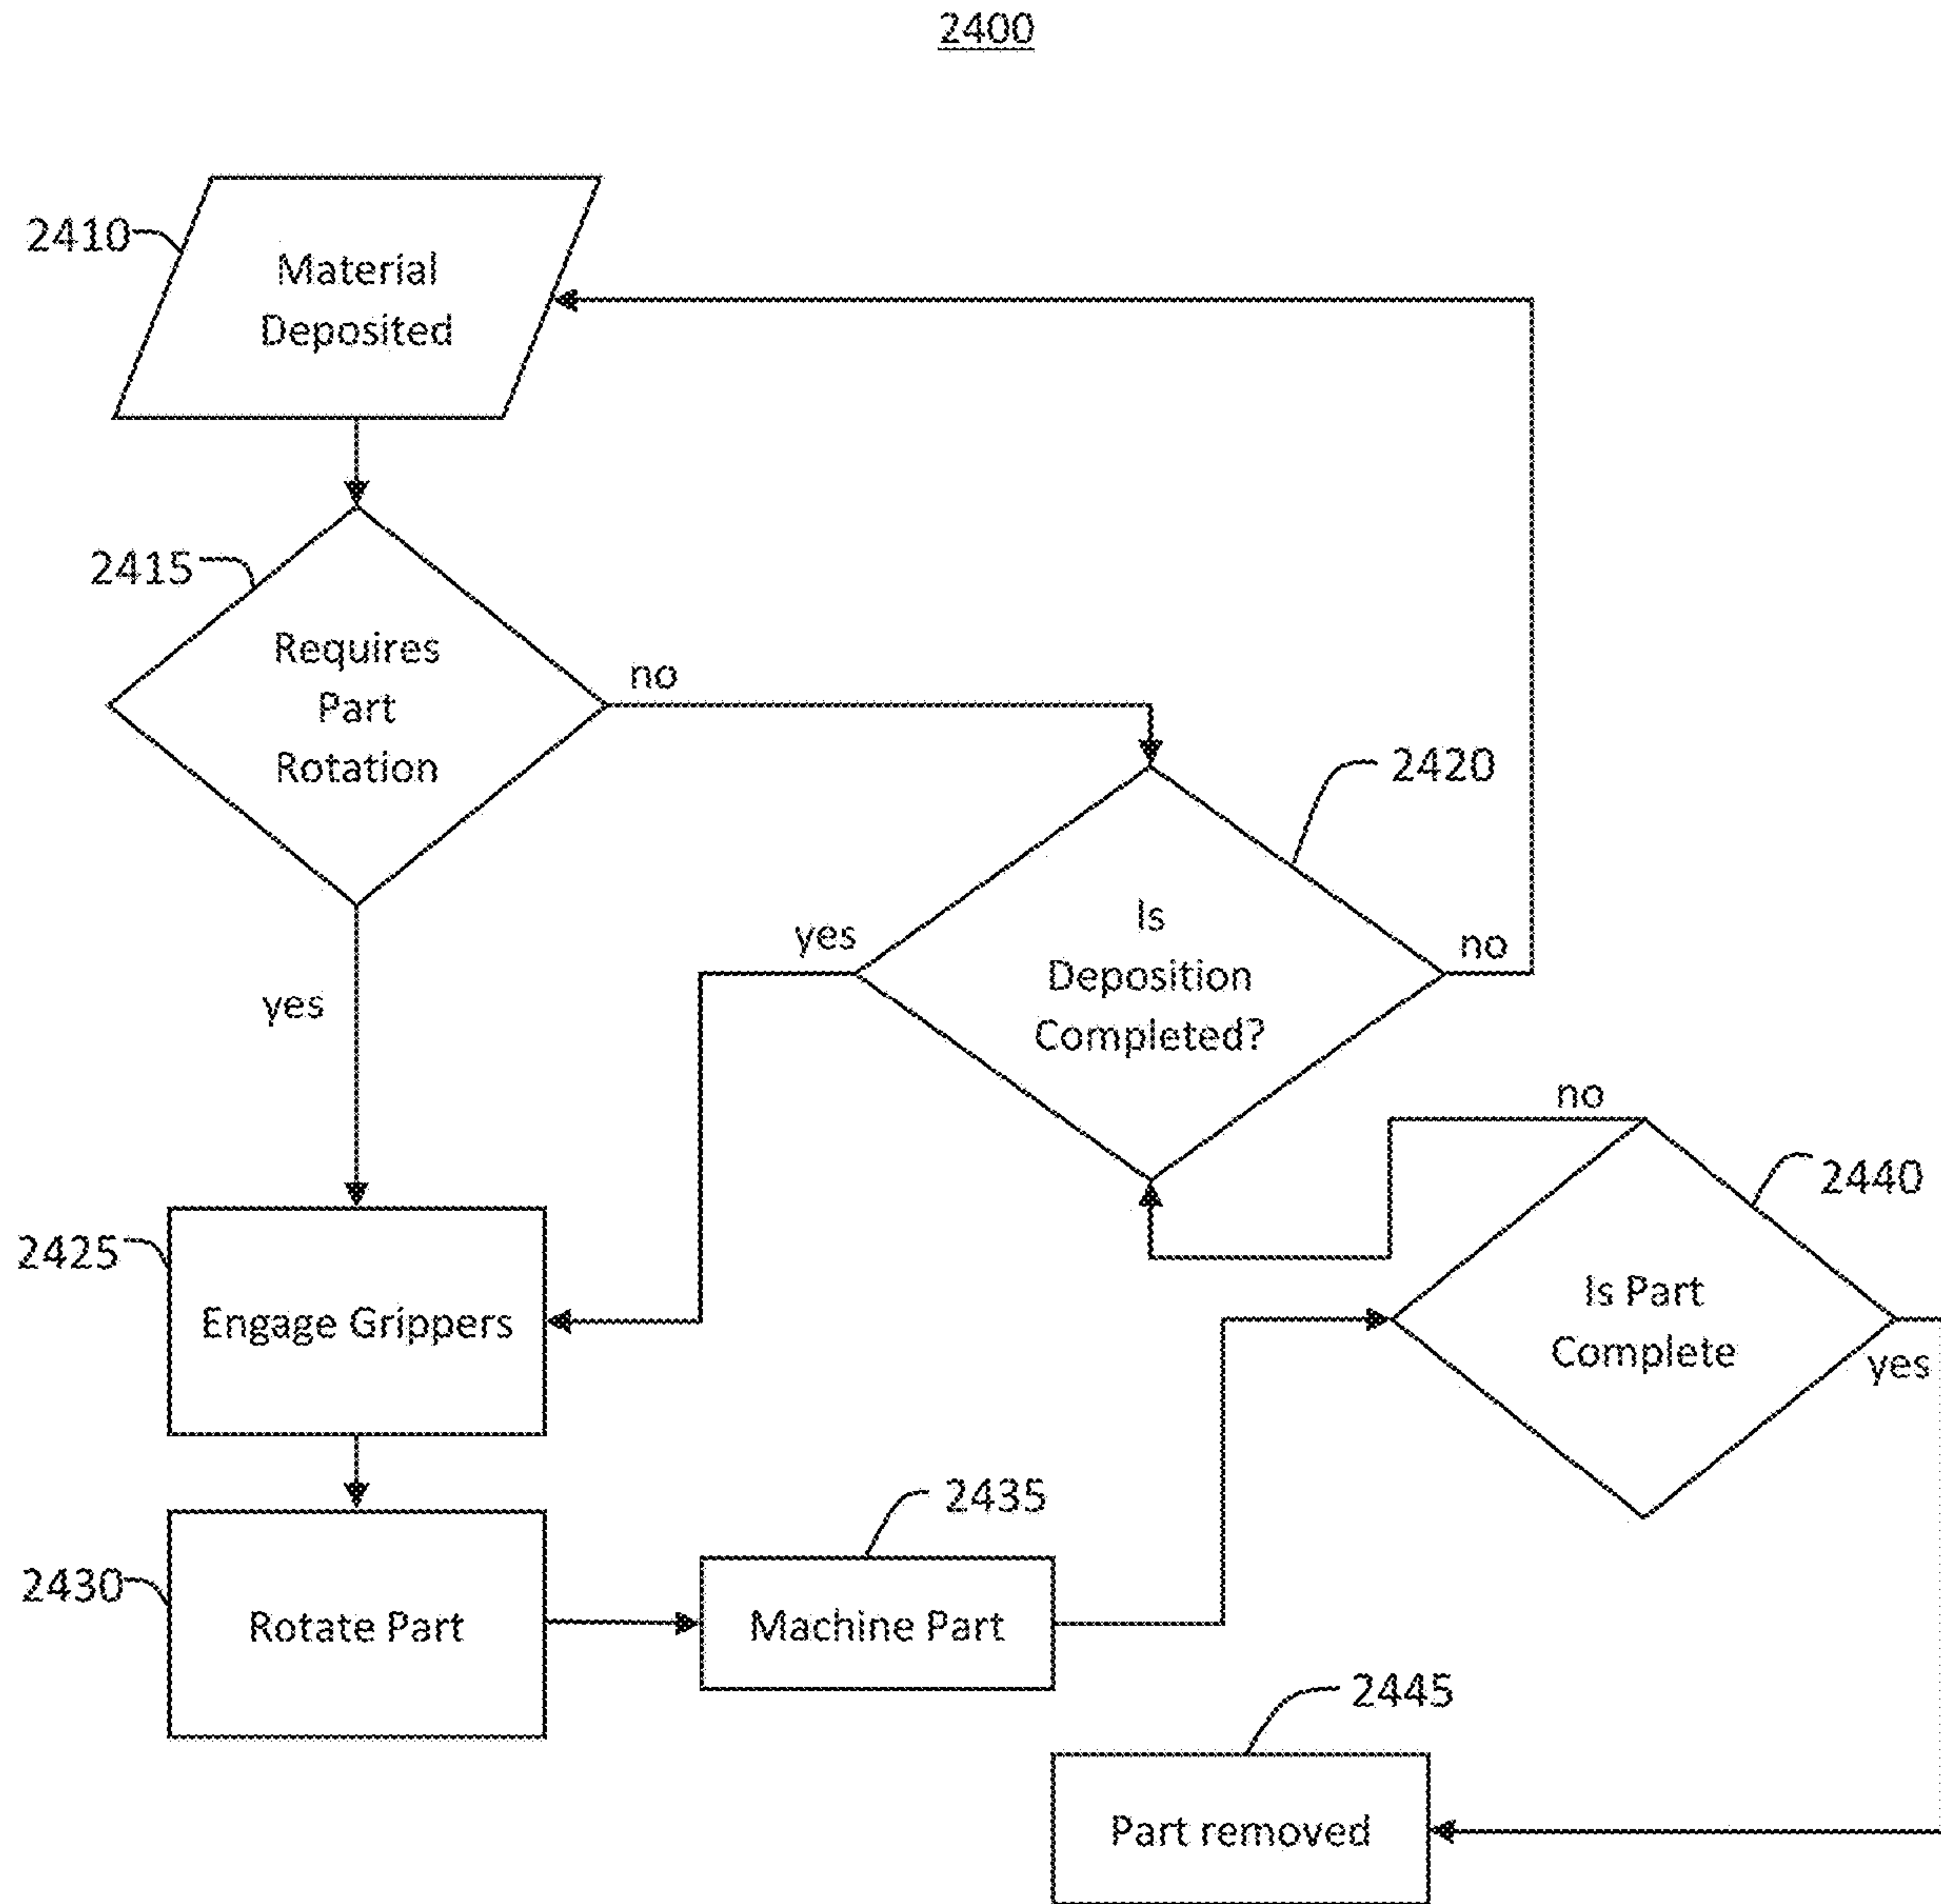 2400
2410
Material
Deposited
2415
Requires
Part
Rotation
no
2420
Is
Deposition
Completed?
yes
no
yes
no
2440
2425
Engage Grippers
Is Part
Complete
yes
2435
2430
Rotate Part
Machine Part
2445
Part removed